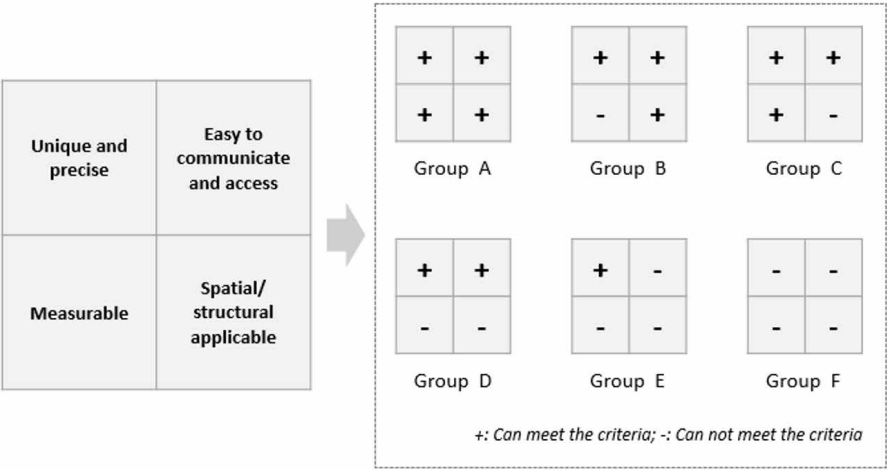 Unique and
precise
Easy to
communicate
and access
Measurable
Spatial/
structural
applicable
+ +
+ +
Group A
+ +
- +
Group B
+ +
+ -
Group C
+ +
- -
Group D
+ -
- -
Group E
- -
- -
Group F
+: Can meet the criteria; -: Can not meet the criteria